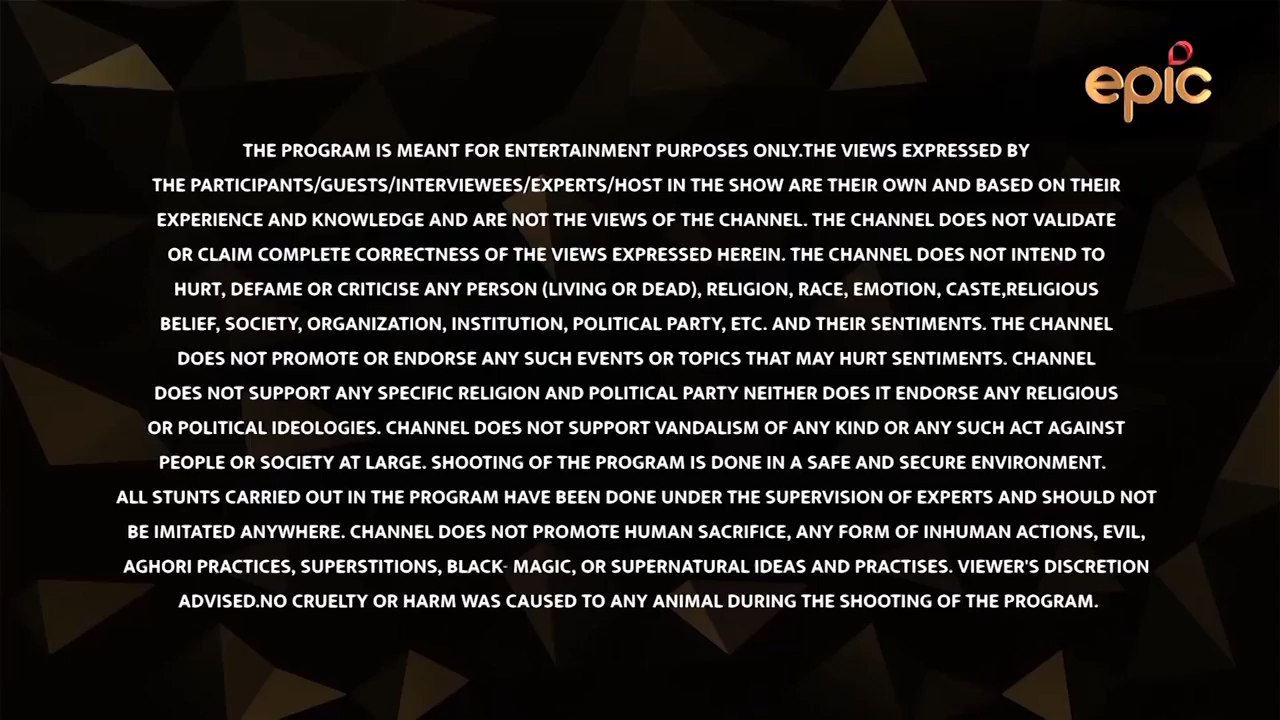 epic
THE PROGRAM IS MEANT FOR ENTERTAINMENT PURPOSES ONLY.THE VIEWS EXPRESSED BY
THE PARTICIPANTS/GUESTS/INTERVIEWEES/EXPERTS/HOST IN THE SHOW ARE THEIR OWN AND BASED ON THEIR
EXPERIENCE AND KNOWLEDGE AND ARE NOT THE VIEWS OF THE CHANNEL. THE CHANNEL DOES NOT VALIDATE
OR CLAIM COMPLETE CORRECTNESS OF THE VIEWS EXPRESSED HEREIN. THE CHANNEL DOES NOT INTEND TO
HURT, DEFAME OR CRITICISE ANY PERSON (LIVING OR DEAD), RELIGION, RACE, EMOTION, CASTE,RELIGIOUS
BELIEF, SOCIETY, ORGANIZATION, INSTITUTION, POLITICAL PARTY, ETC. AND THEIR SENTIMENTS. THE CHANNEL
DOES NOT PROMOTE OR ENDORSE ANY SUCH EVENTS OR TOPICS THAT MAY HURT SENTIMENTS. CHANNEL
DOES NOT SUPPORT ANY SPECIFIC RELIGION AND POLITICAL PARTY NEITHER DOES IT ENDORSE ANY RELIGIOUS
OR POLITICAL IDEOLOGIES. CHANNEL DOES NOT SUPPORT VANDALISM OF ANY KIND OR ANY SUCH ACT AGAINST
PEOPLE OR SOCIETY AT LARGE. SHOOTING OF THE PROGRAM IS DONE IN A SAFE AND SECURE ENVIRONMENT.
ALL STUNTS CARRIED OUT IN THE PROGRAM HAVE BEEN DONE UNDER THE SUPERVISION OF EXPERTS AND SHOULD NOT
BE IMITATED ANYWHERE. CHANNEL DOES NOT PROMOTE HUMAN SACRIFICE, ANY FORM OF INHUMAN ACTIONS, EVIL,
AGHORI PRACTICES, SUPERSTITIONS, BLACK- MAGIC, OR SUPERNATURAL IDEAS AND PRACTISES. VIEWER'S DISCRETION
ADVISED.NO CRUELTY OR HARM WAS CAUSED TO ANY ANIMAL DURING THE SHOOTING OF THE PROGRAM.